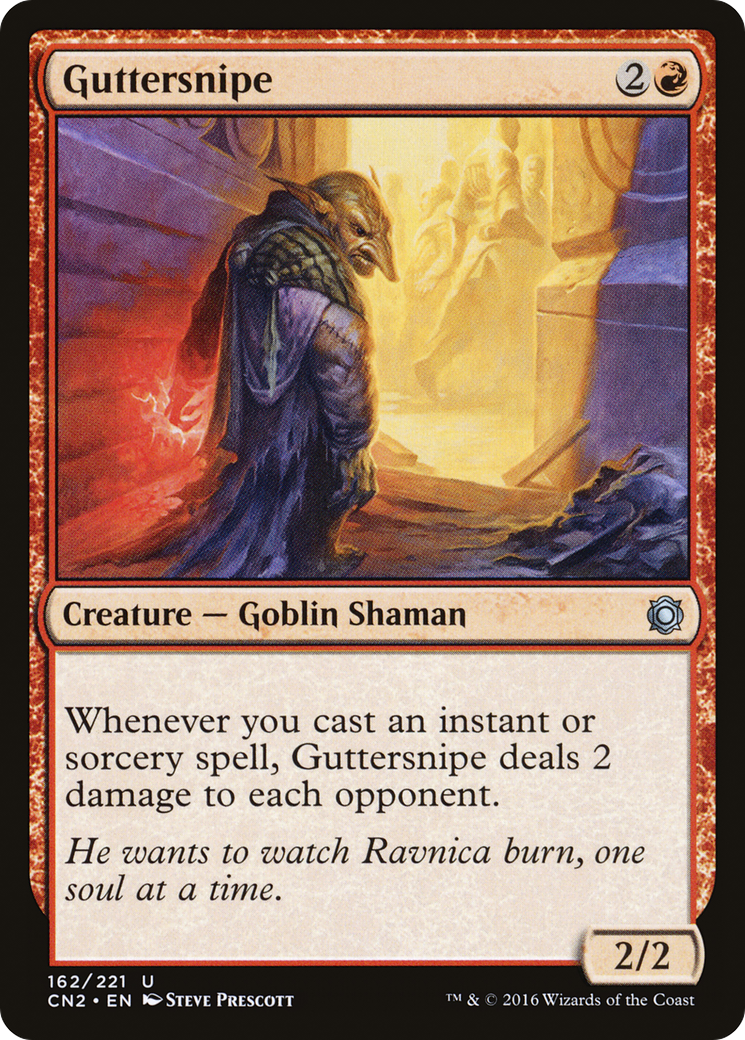 Guttersnipe 2
Creature — Goblin Shaman
Whenever you cast an instant or
sorcery spell, Guttersnipe deals 2
damage to each opponent.
He wants to watch Ravnica burn, one
soul at a time.
2/2
162/221 U
CN2 • EN Steve Prescott
™ & © 2016 Wizards of the Coast